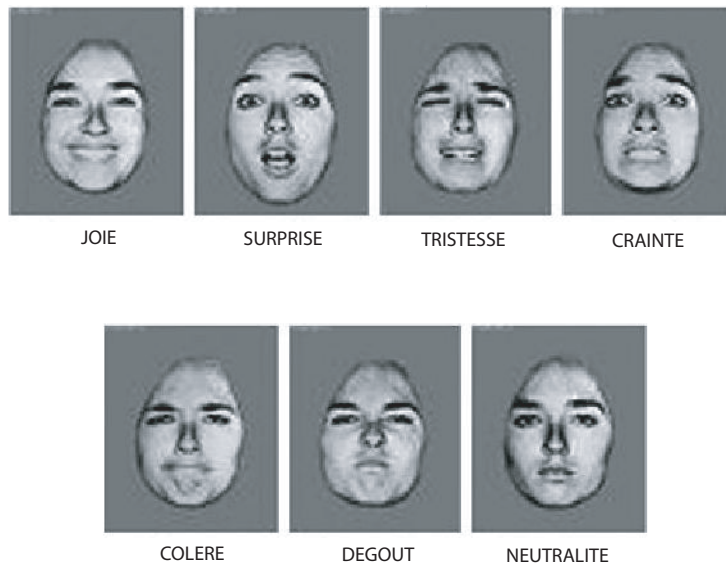 JOIE
SURPRISE
TRISTESSE
CRAINTE
COLERE
DEGOUT
NEUTRALITE